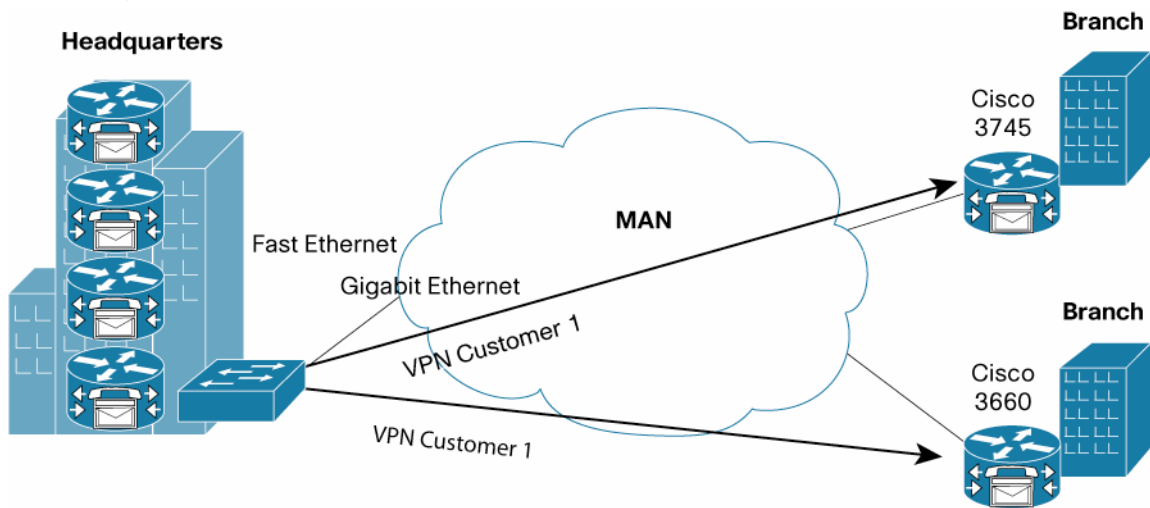 Headquarters
Branch
Cisco
3745
MAN
Fast Ethernet
Gigabit Ethernet
VPN Customer 1
Branch
Cisco
3660
VPN Customer 1